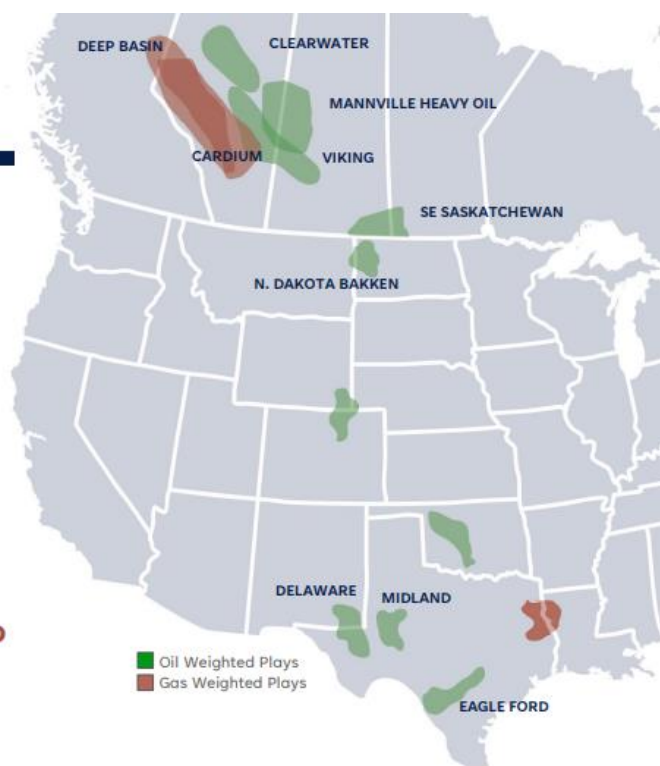 DEEP BASIN
CLEARWATER
MANNVILLE HEAVY OIL
CARDIUM
VIKING
SE SASKATCHEWAN
N. DAKOTA BAKKEN
DELAWARE
MIDLAND
Oil Weighted Plays
Gas Weighted Plays
EAGLE FORD